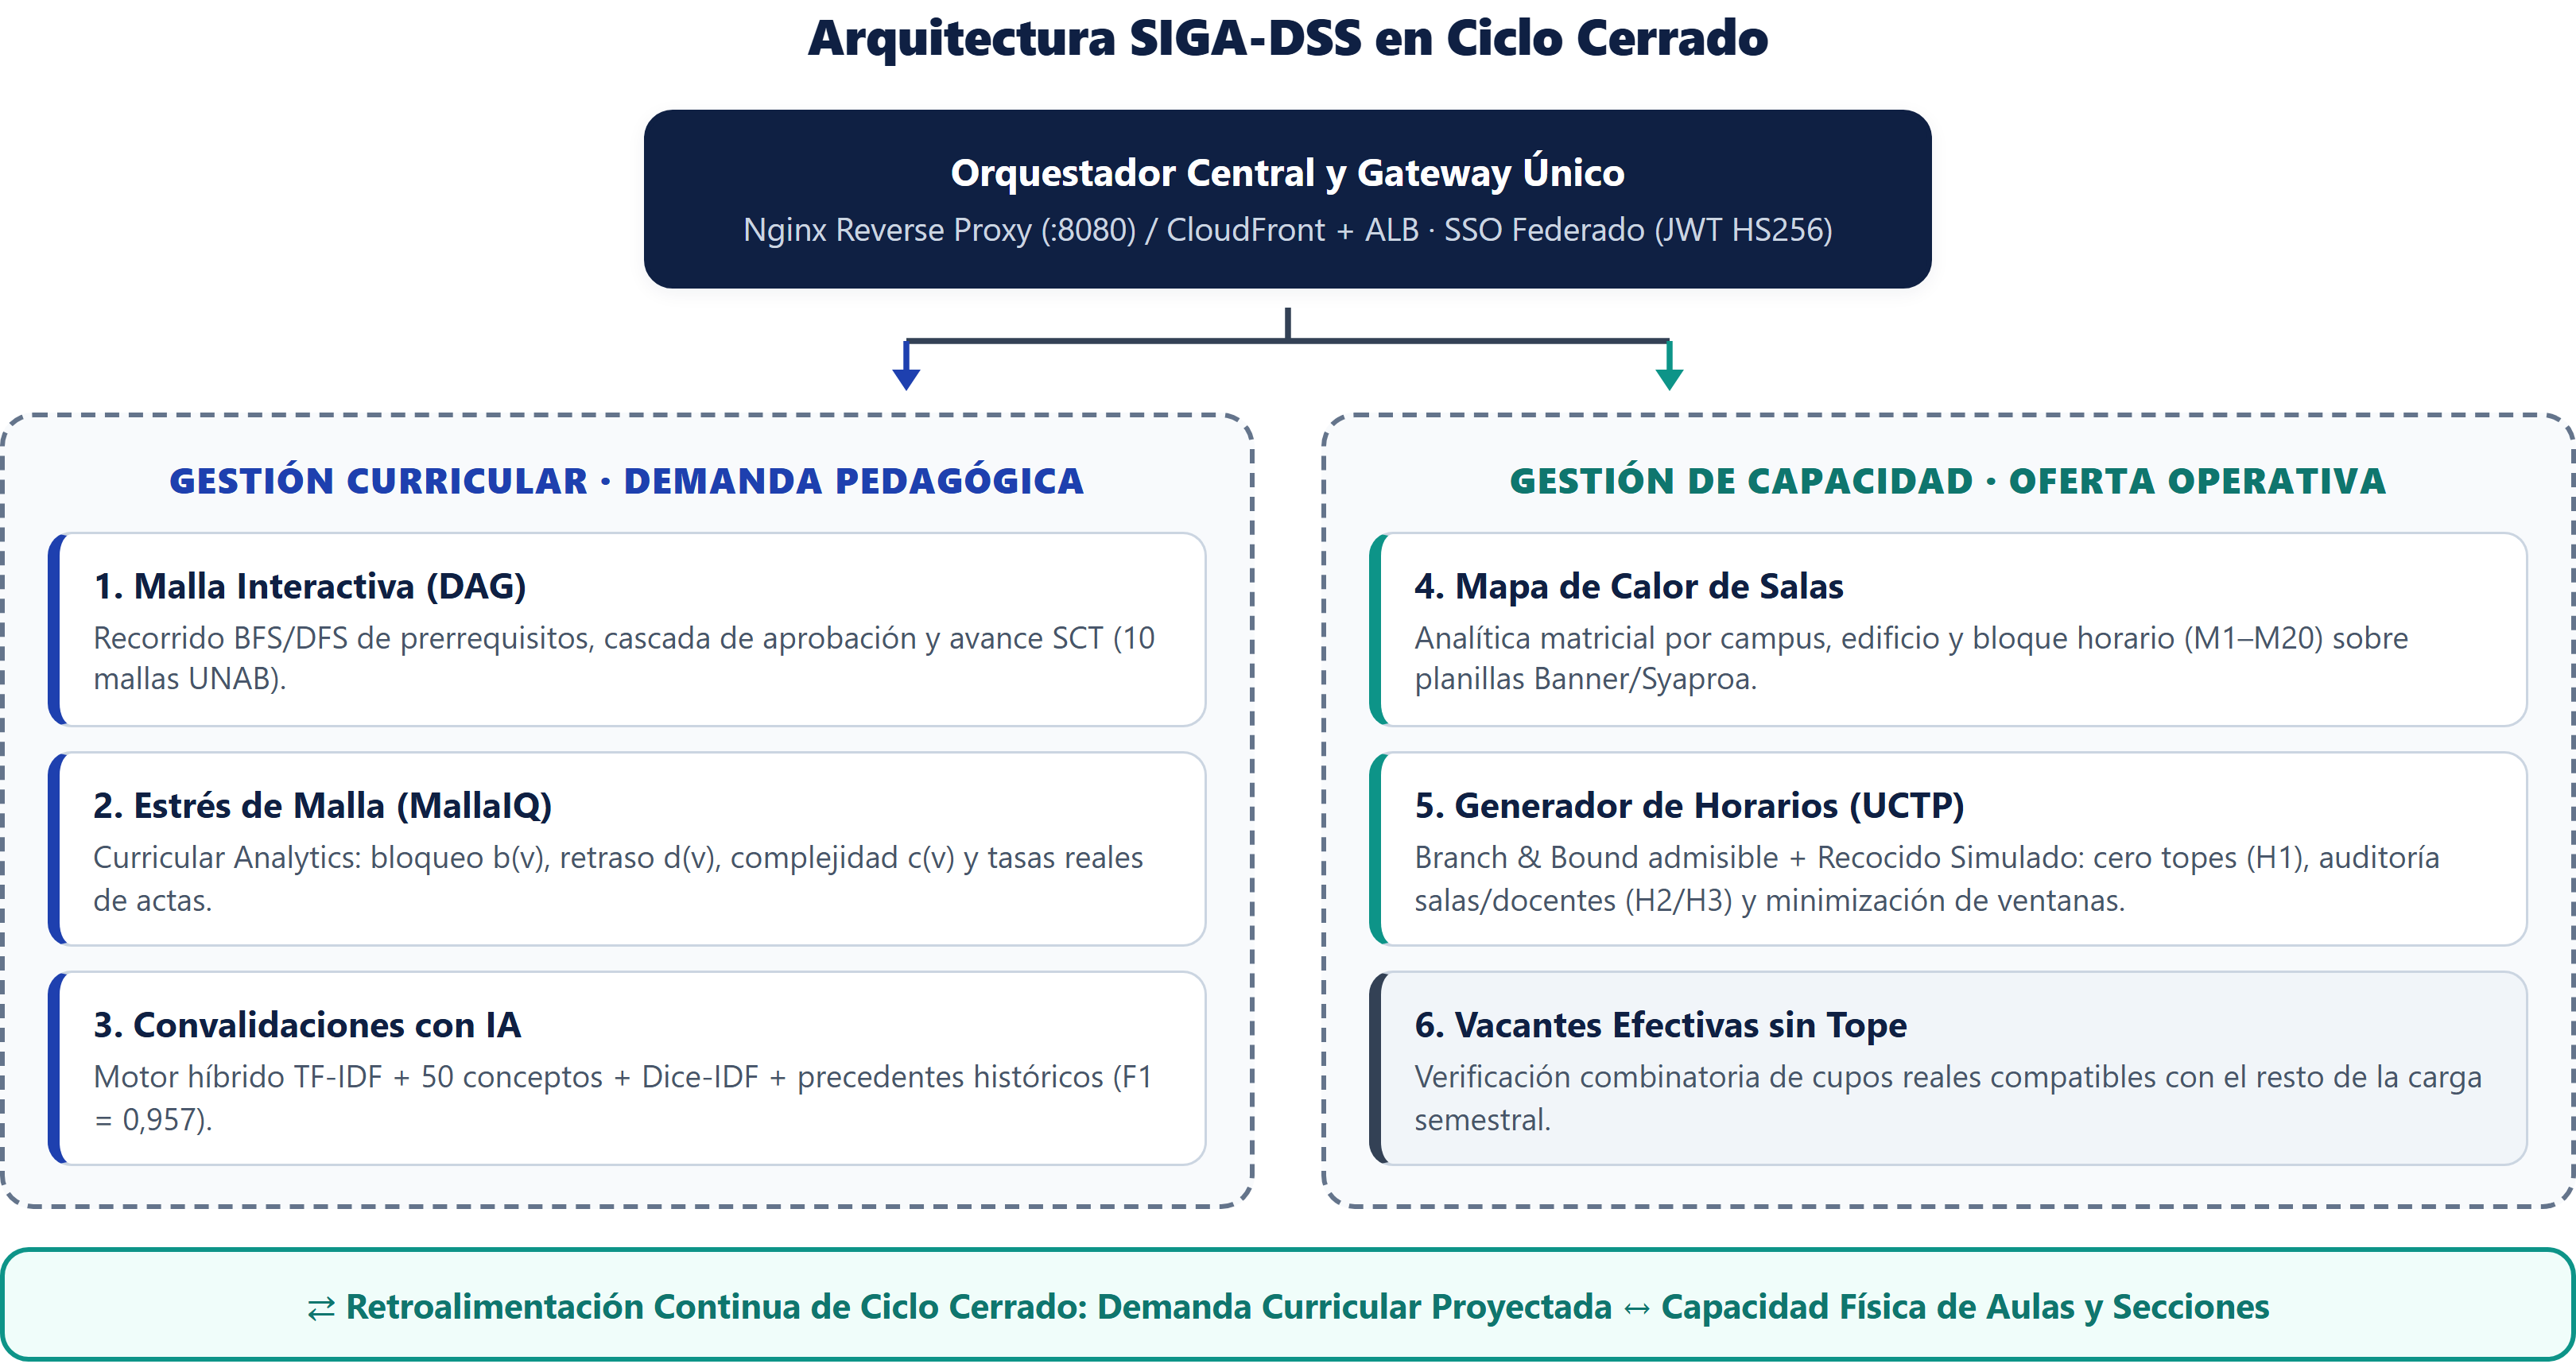 Arquitectura SIGA-DSS en Ciclo Cerrado
Orquestador Central y Gateway Único
Nginx Reverse Proxy (:8080) / CloudFront + ALB · SSO Federado (JWT HS256)
GESTIÓN CURRICULAR · DEMANDA PEDAGÓGICA
1. Malla Interactiva (DAG)
Recorrido BFS/DFS de prerrequisitos, cascada de aprobación y avance SCT (10
mallas UNAB).
2. Estrés de Malla (MallaIQ)
Curricular Analytics: bloqueo b(v), retraso d(v), complejidad c(v) y tasas reales
de actas.
3. Convalidaciones con IA
Motor híbrido TF-IDF + 50 conceptos + Dice-IDF + precedentes históricos (F1
= 0,957).
GESTIÓN DE CAPACIDAD · OFERTA OPERATIVA
4. Mapa de Calor de Salas
Analítica matricial por campus, edificio y bloque horario (M1–M20) sobre
planillas Banner/Syaproa.
5. Generador de Horarios (UCTP)
Branch & Bound admisible + Recocido Simulado: cero topes (H1), auditoría
salas/docentes (H2/H3) y minimización de ventanas.
6. Vacantes Efectivas sin Tope
Verificación combinatoria de cupos reales compatibles con el resto de la carga
semestral.
⇄ Retroalimentación Continua de Ciclo Cerrado: Demanda Curricular Proyectada ↔ Capacidad Física de Aulas y Secciones